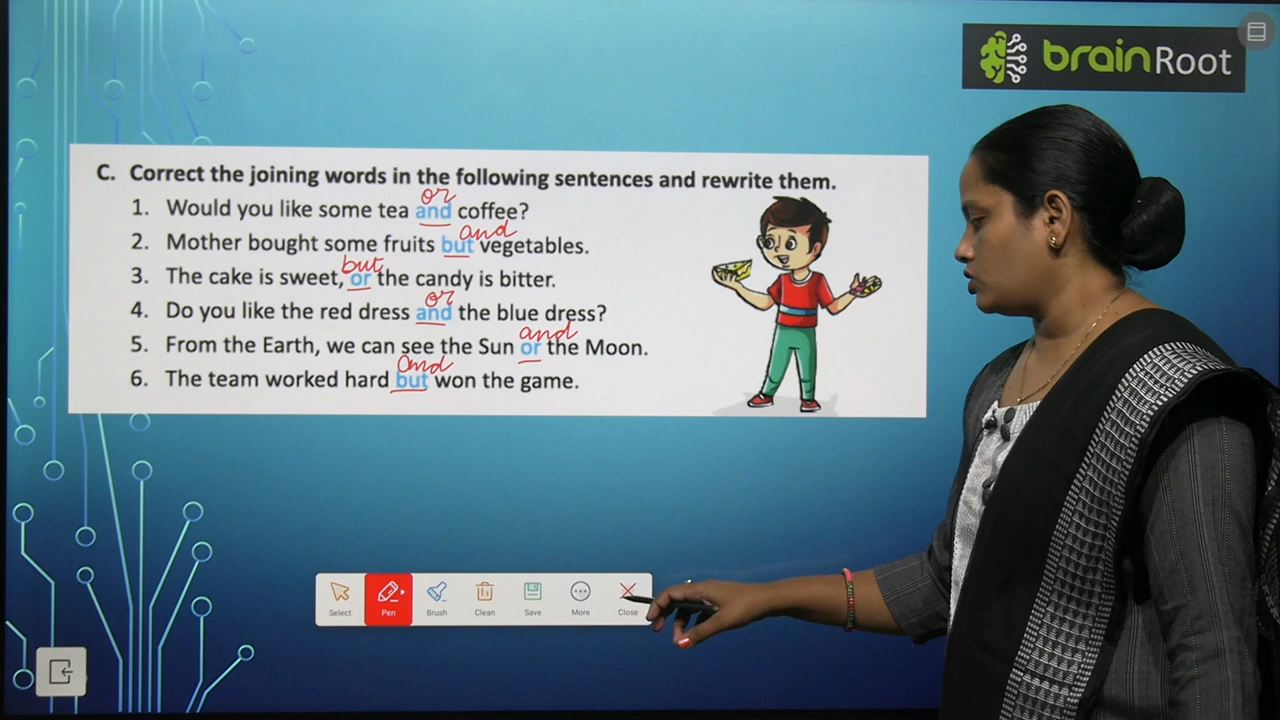 brainRoot
C. Correct the joining words in the following sentences and rewrite them.
or
1. Would you like some tea and coffee?
and
2. Mother bought some fruits but vegetables.
but
3. The cake is sweet, or the candy is bitter.
or
4. Do you like the red dress and the blue dress?
and
5. From the Earth, we can see the Sun or the Moon.
and
6. The team worked hard but won the game.
Select Pen Brush Clean Save More Close